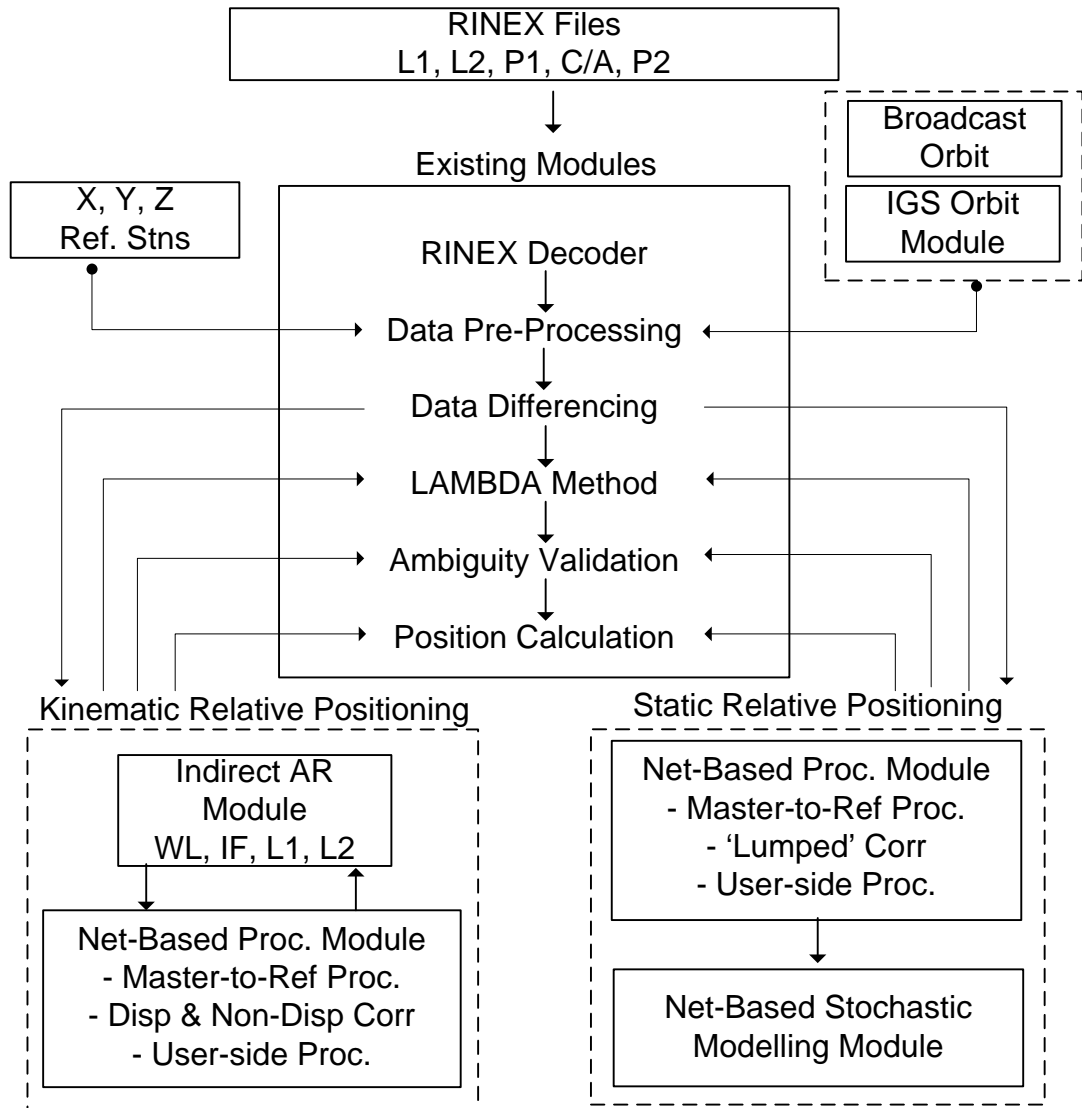 RINEX Files
L1, L2, P1, C/A, P2
Broadcast
Orbit
IGS Orbit
Module
Existing Modules
X, Y, Z
Ref. Stns
RINEX Decoder
Data Pre-Processing
Data Differencing
LAMBDA Method
Ambiguity Validation
Position Calculation
Kinematic Relative Positioning
Indirect AR
Module
WL, IF, L1, L2
Net-Based Proc. Module
- Master-to-Ref Proc.
- Disp & Non-Disp Corr
- User-side Proc.
Static Relative Positioning
Net-Based Proc. Module
- Master-to-Ref Proc.
- ‘Lumped’ Corr
- User-side Proc.
Net-Based Stochastic
Modelling Module